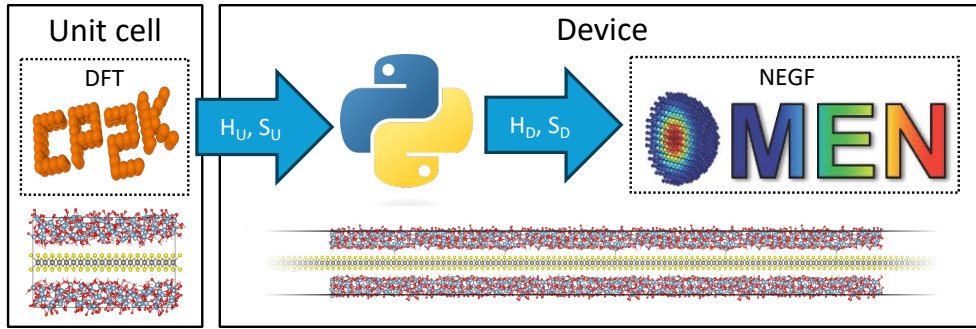 Unit cell
DFT
CP2K
H_U, S_U
Device
H_D, S_D
NEGF
OMEN